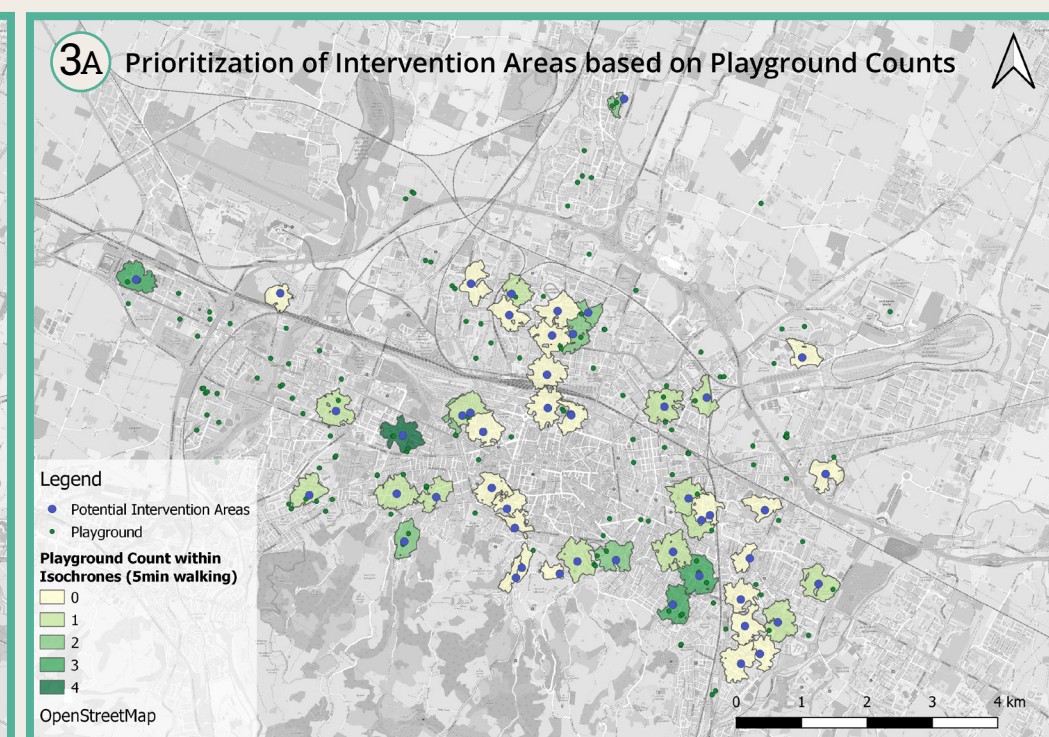 3A Prioritization of Intervention Areas based on Playground Counts
Legend
Potential Intervention Areas
Playground
Playground Count within
Isochrones (5min walking)
0
1
2
3
4
OpenStreetMap
0 1 2 3 4 km